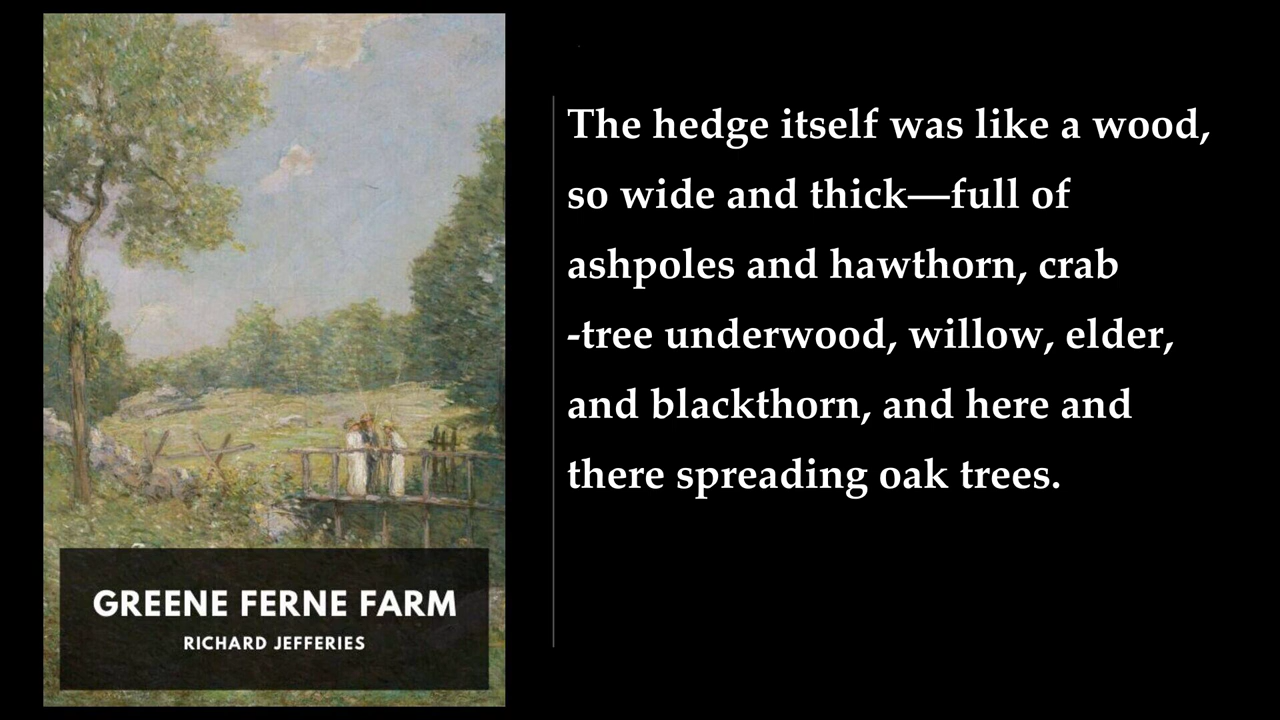 The hedge itself was like a wood,
so wide and thick—full of
ashpoles and hawthorn, crab
-tree underwood, willow, elder,
and blackthorn, and here and
there spreading oak trees.
GREENE FERNE FARM
RICHARD JEFFERIES